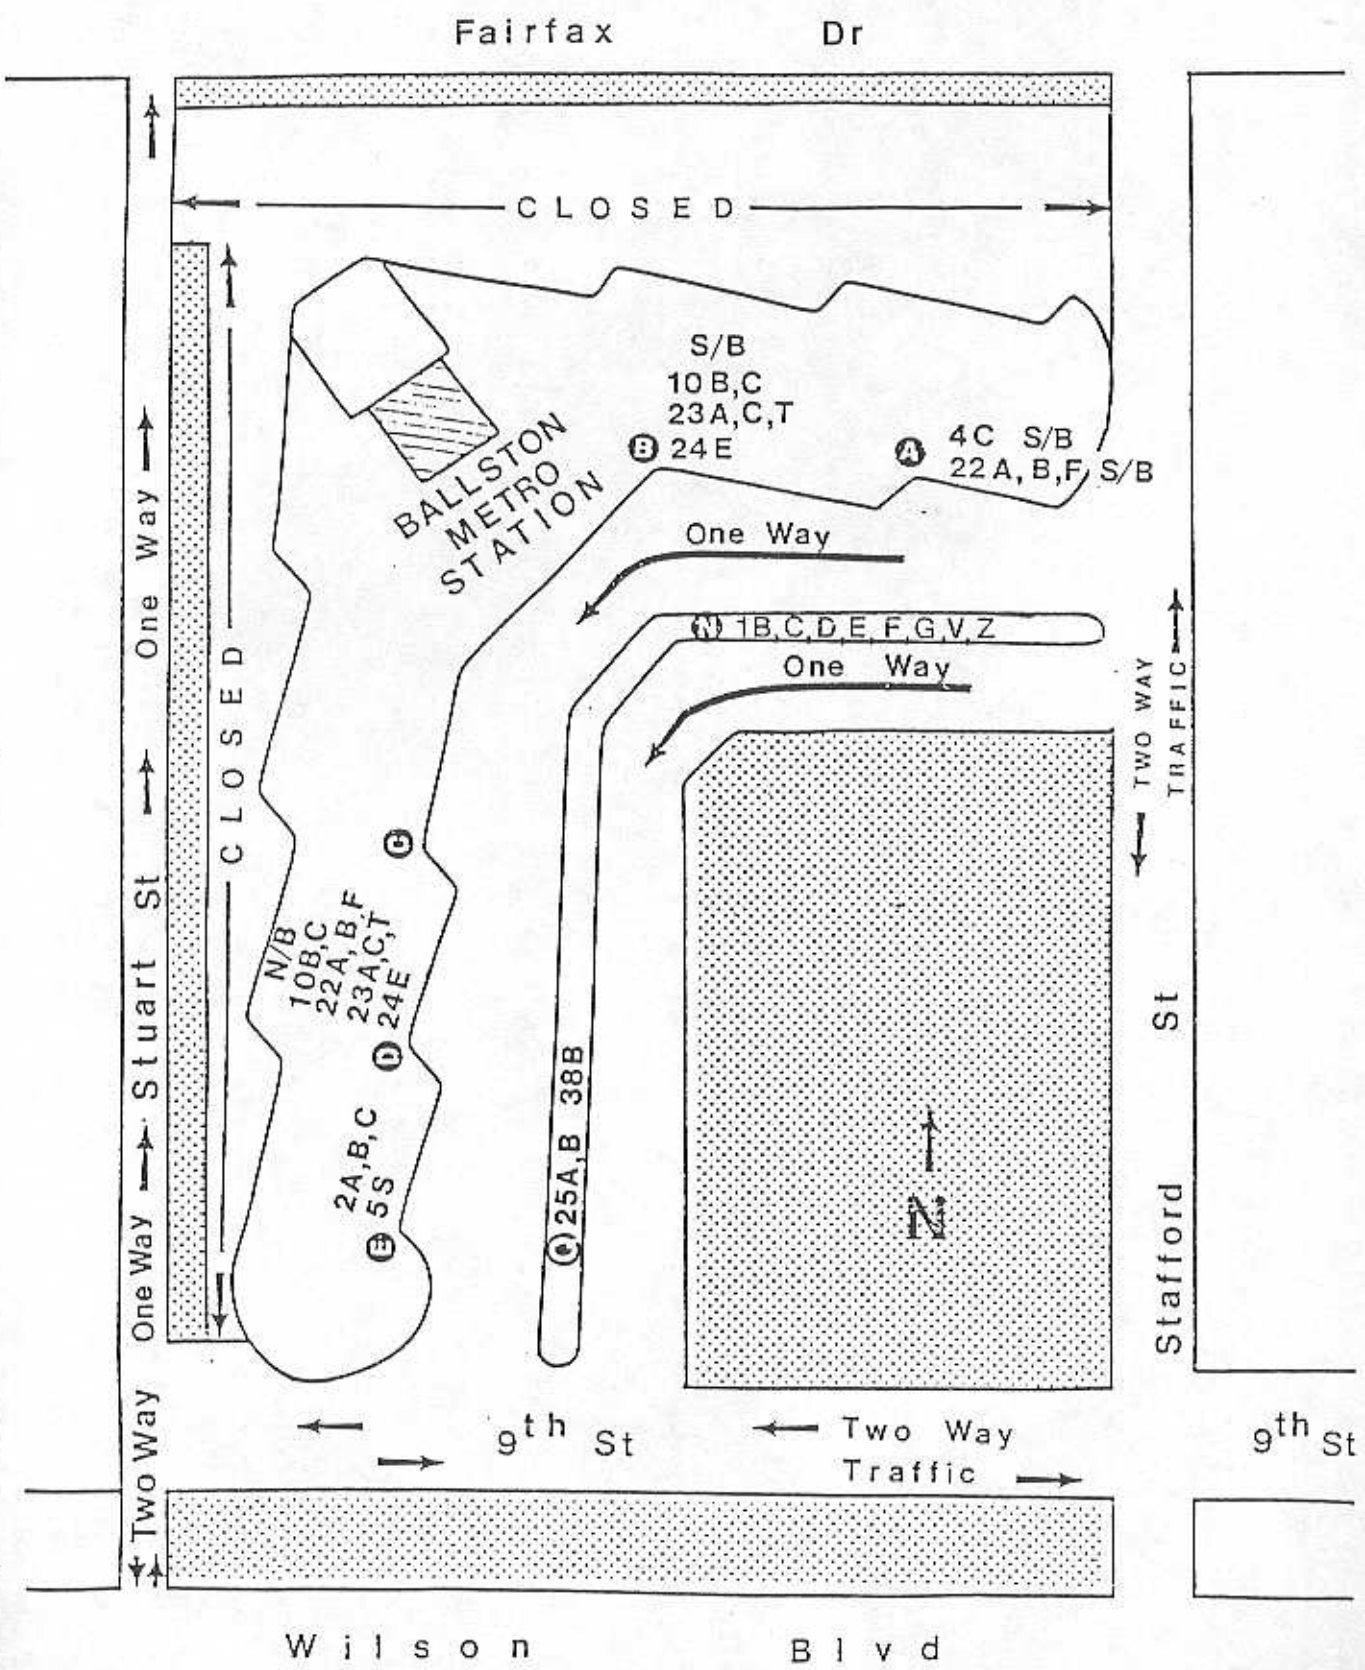 Fairfax Dr
CLOSED
S/B
10 B,C
23A,C,T
B 24E
A 4C S/B
22A, B,F, S/B
BALLSTON
METRO
STATION
One Way
N 1B,C,D,E,F,G,V,Z
One Way
TWO WAY
TRAFFIC
CLOSED
One Way
Stuart St
One Way
Two Way
N/B
10B,C
22A,B,F
23A,C,T
24E
D
2A,B,C
5S
E
25A,B 38B
N
Stafford St
9th St
Two Way
Traffic
9th St
Wilson Blvd